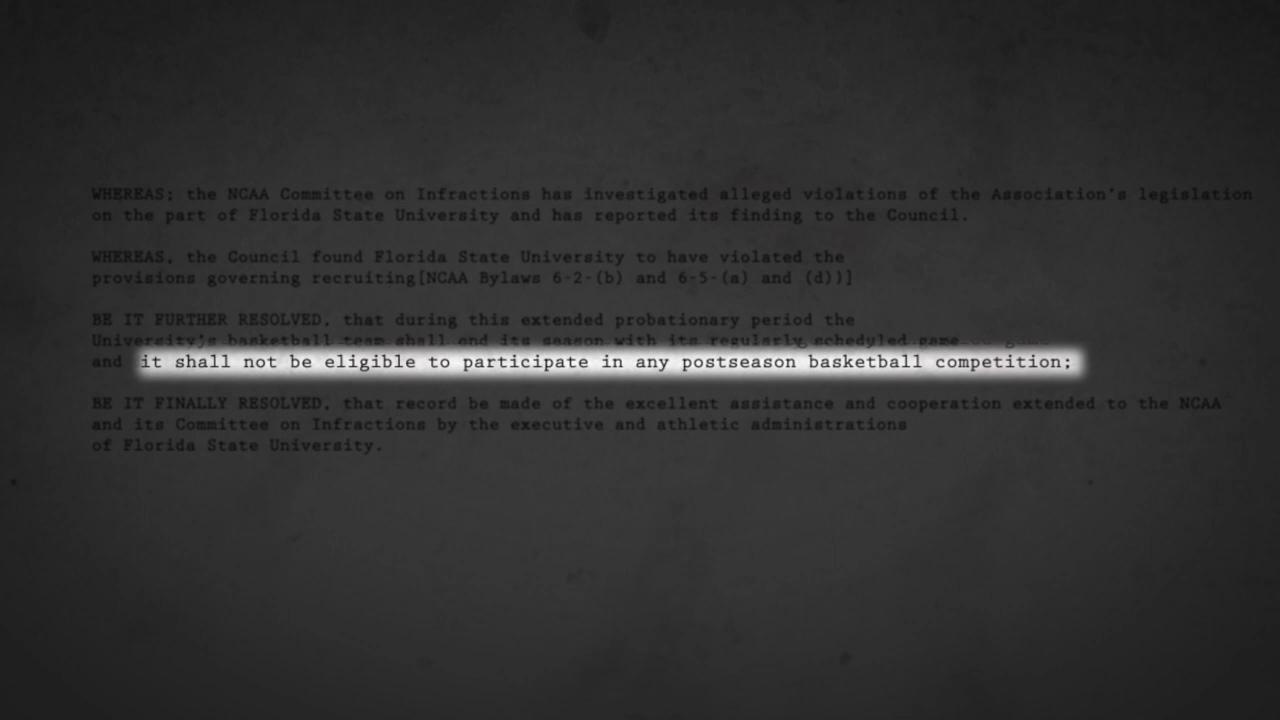 WHEREAS; the NCAA Committee on Infractions has investigated alleged violations of the Association's legislation
on the part of Florida State University and has reported its finding to the Council.
WHEREAS, the Council found Florida State University to have violated the
provisions governing recruiting[NCAA Bylaws 6-2-(b) and 6-5-(a) and (d))]
BE IT FURTHER RESOLVED, that during this extended probationary period the
University's basketball team shall end its season with its regularly scheduled game
and it shall not be eligible to participate in any postseason basketball competition;
BE IT FINALLY RESOLVED, that record be made of the excellent assistance and cooperation extended to the NCAA
and its Committee on Infractions by the executive and athletic administrations
of Florida State University.